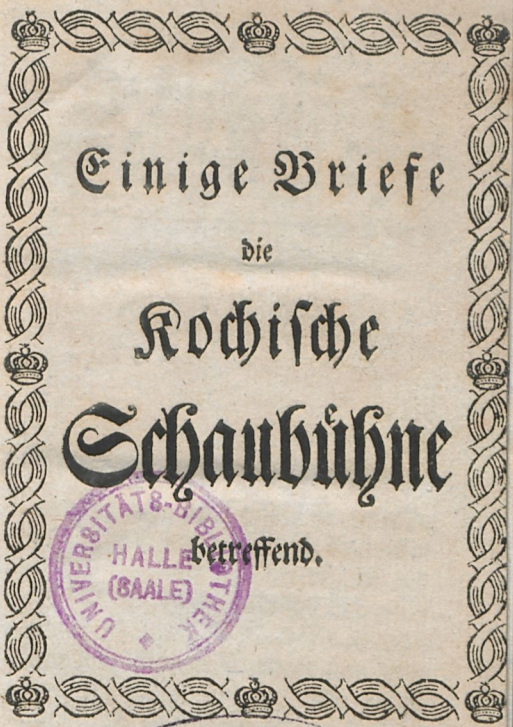 Einige Briefe
die
Kochische
Schaubühne
betreffend.
UNIVERSITÄTS-BIBLIOTHEK
HALLE
(SAALE)